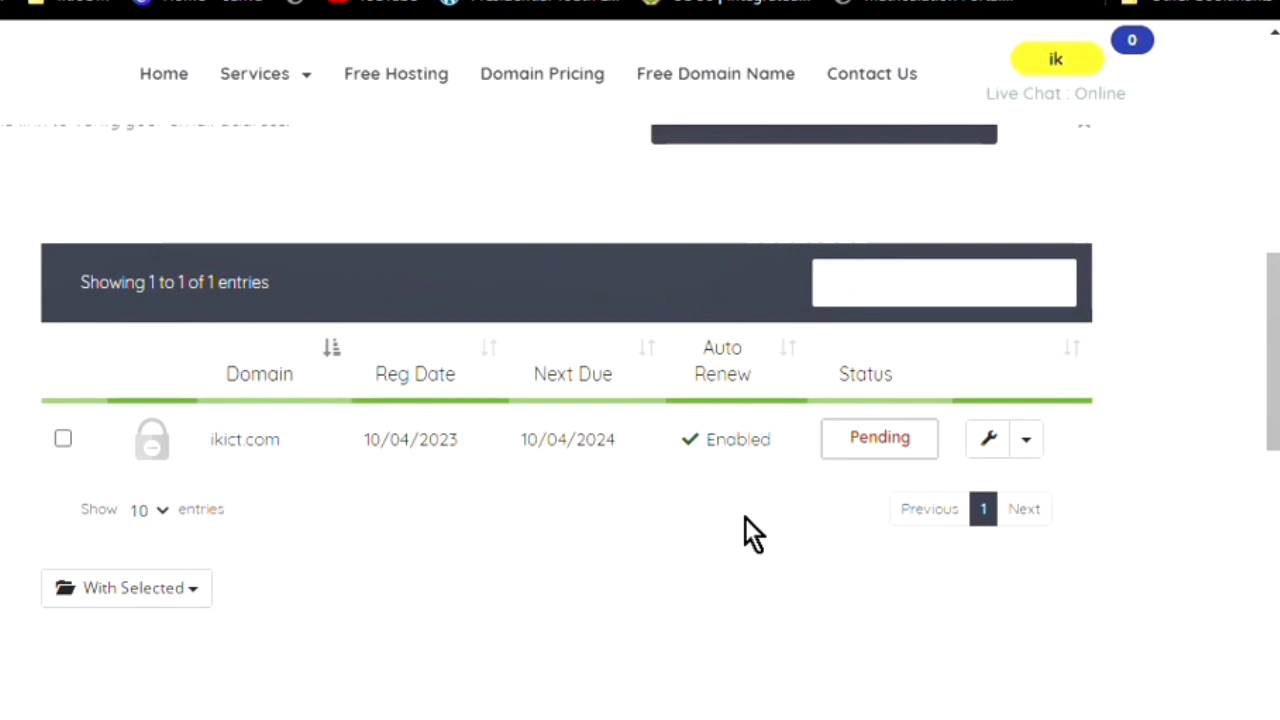 Home Services Free Hosting Domain Pricing Free Domain Name Contact Us
ik
0
Live Chat : Online
Showing 1 to 1 of 1 entries
Domain Reg Date Next Due Auto Renew Status
ikict.com 10/04/2023 10/04/2024 Enabled Pending
Show 10 entries
Previous 1 Next
With Selected